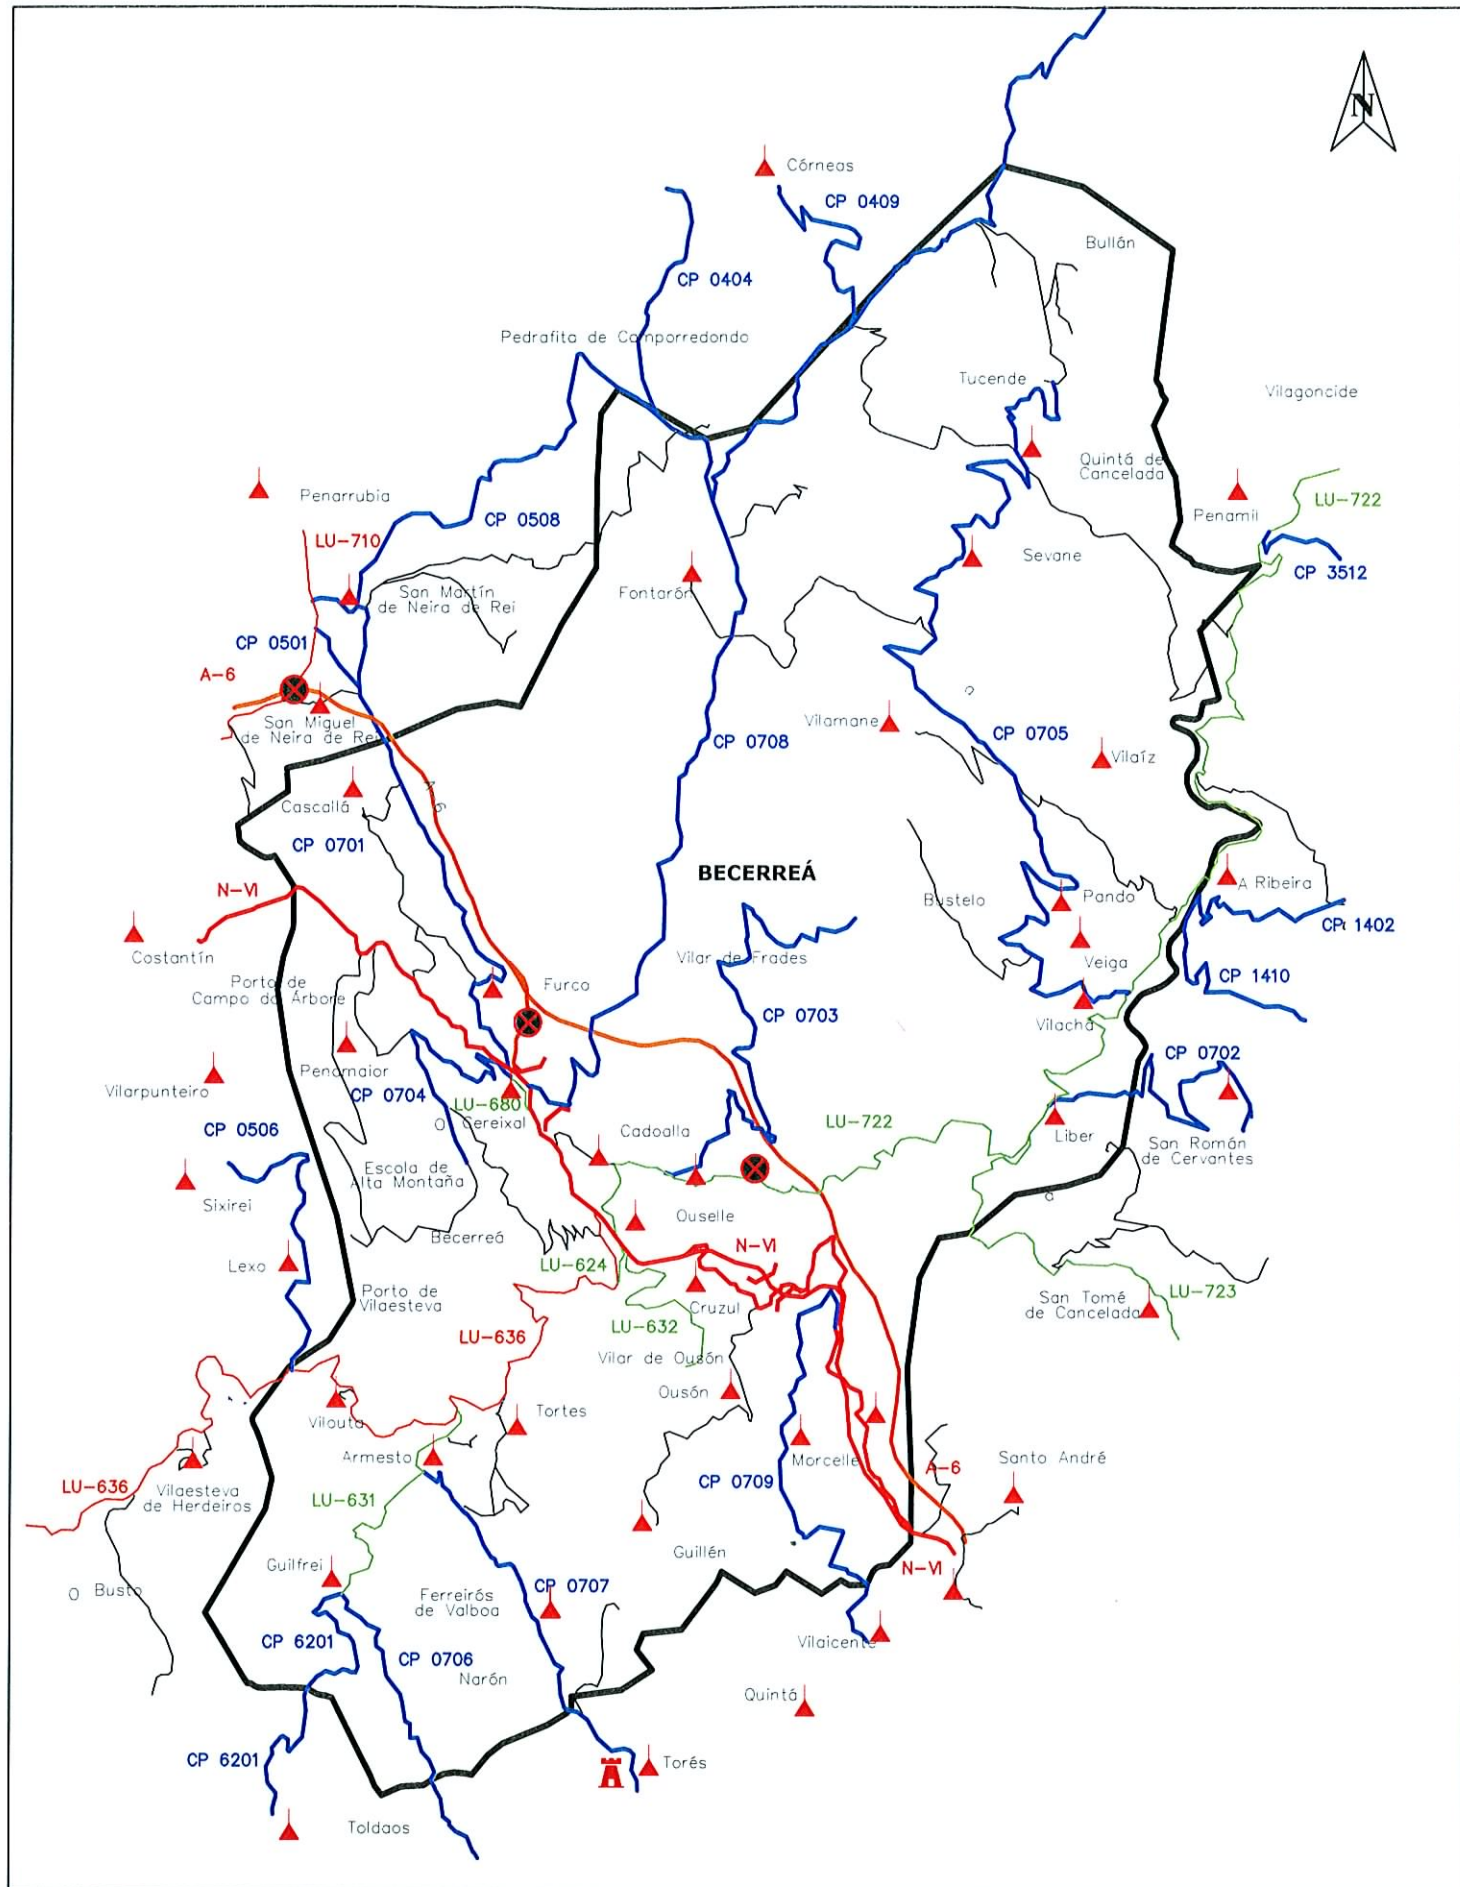 N
Córneas
CP 0409
Bullán
CP 0404
Pedrafita de Camporredondo
Tucende
Vilagoncide
Quintá de
Cancelada
Penarrubia
LU-722
Penamil
CP 0508
LU-710
Sevane
CP 3512
San Martín
de Neira de Rei
Fontarón
CP 0501
A-6
San Miguel
de Neira de Rei
Vilamane
CP 0705
CP 0708
Vilaíz
A 6
Cascallá
CP 0701
BECERREÁ
N-VI
A Ribeira
Bustelo
Pando
CP 1402
Costantín
Vilar de Frades
Veiga
Porto de
Campo da Árbore
Furco
CP 1410
CP 0703
Vilachá
CP 0702
Penamaior
Vilarpunteiro
CP 0704
LU-680
O Cereixal
CP 0506
Cadoalla
LU-722
Liber
San Román
de Cervantes
Escola de
Alta Montaña
Sixirei
Ouselle
Becerreá
N-VI
Lexo
LU-624
Porto de
Vilaesteva
Cruzul
San Tomé
de Cancelada
LU-723
LU-636
LU-632
Vilar de Ousón
Ousón
Vilouta
Tortes
Armesto
Morcelle
A-6
Santo André
LU-636
Vilaesteva
de Herdeiros
CP 0709
LU-631
Guillén
Guilfrei
N-VI
O Busto
CP 0707
Ferreirós
de Valboa
CP 6201
CP 0706
Vilaicente
Narón
Quintá
CP 6201
Torés
Toldaos